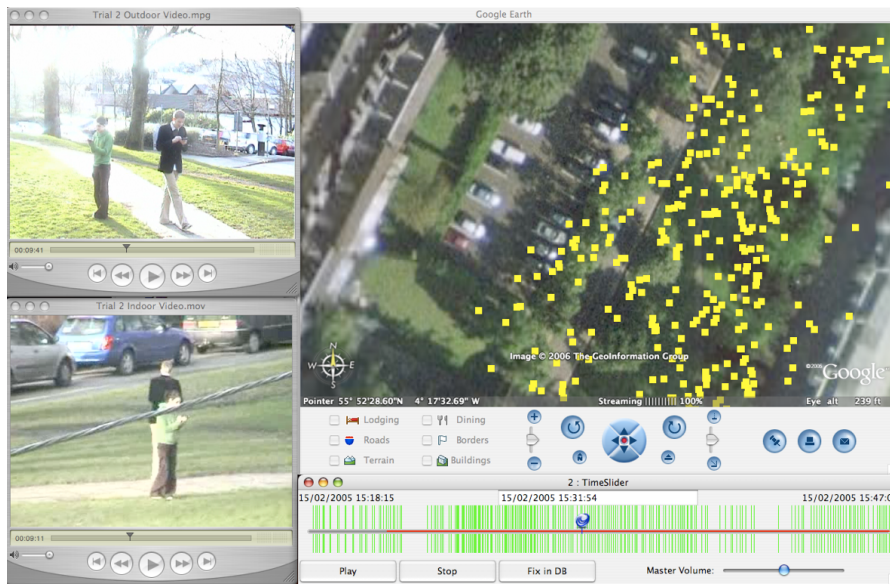 Trial 2 Outdoor Video.mpg
00:09:41
Trial 2 Indoor Video.mov
00:09:11
Google Earth
N
W E
S
Image © 2006 The GeoInformation Group
©2006 Google
Pointer 55° 52'28.60"N 4° 17'32.69" W Streaming |||||||||| 100% Eye alt 239 ft
Lodging Dining
Roads Borders
Terrain Buildings
2 : TimeSlider
15/02/2005 15:18:15 15/02/2005 15:31:54 15/02/2005 15:47:0
Play Stop Fix in DB Master Volume: